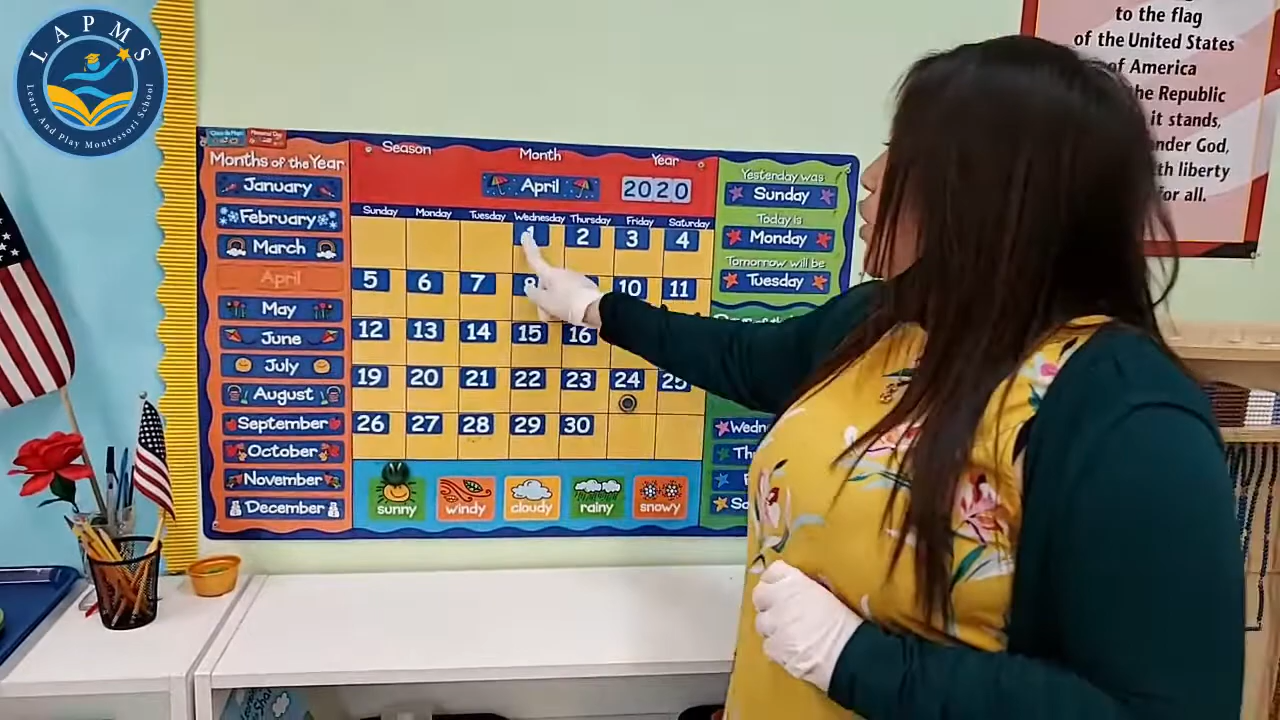 LAPMS
Learn And Play Montessori School
to the flag
of the United States
of America
the Republic
it stands,
under God,
with liberty
for all.
Months of the Year
January
February
March
April
May
June
July
August
September
October
November
December
Season Month Year
April 2020
Sunday Monday Tuesday Wednesday Thursday Friday Saturday
1 2 3 4
5 6 7 8 10 11
12 13 14 15 16
19 20 21 22 23 24 25
26 27 28 29 30
sunny windy cloudy rainy snowy
Yesterday was
Sunday
Today is
Monday
Tomorrow will be
Tuesday